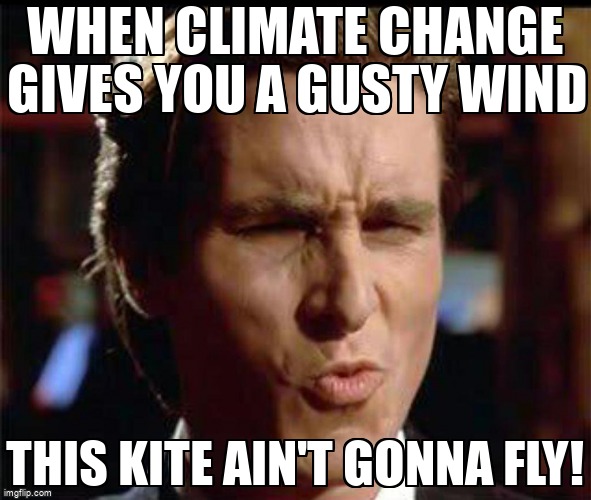 WHEN CLIMATE CHANGE
GIVES YOU A GUSTY WIND
THIS KITE AIN'T GONNA FLY!
imgflip.com